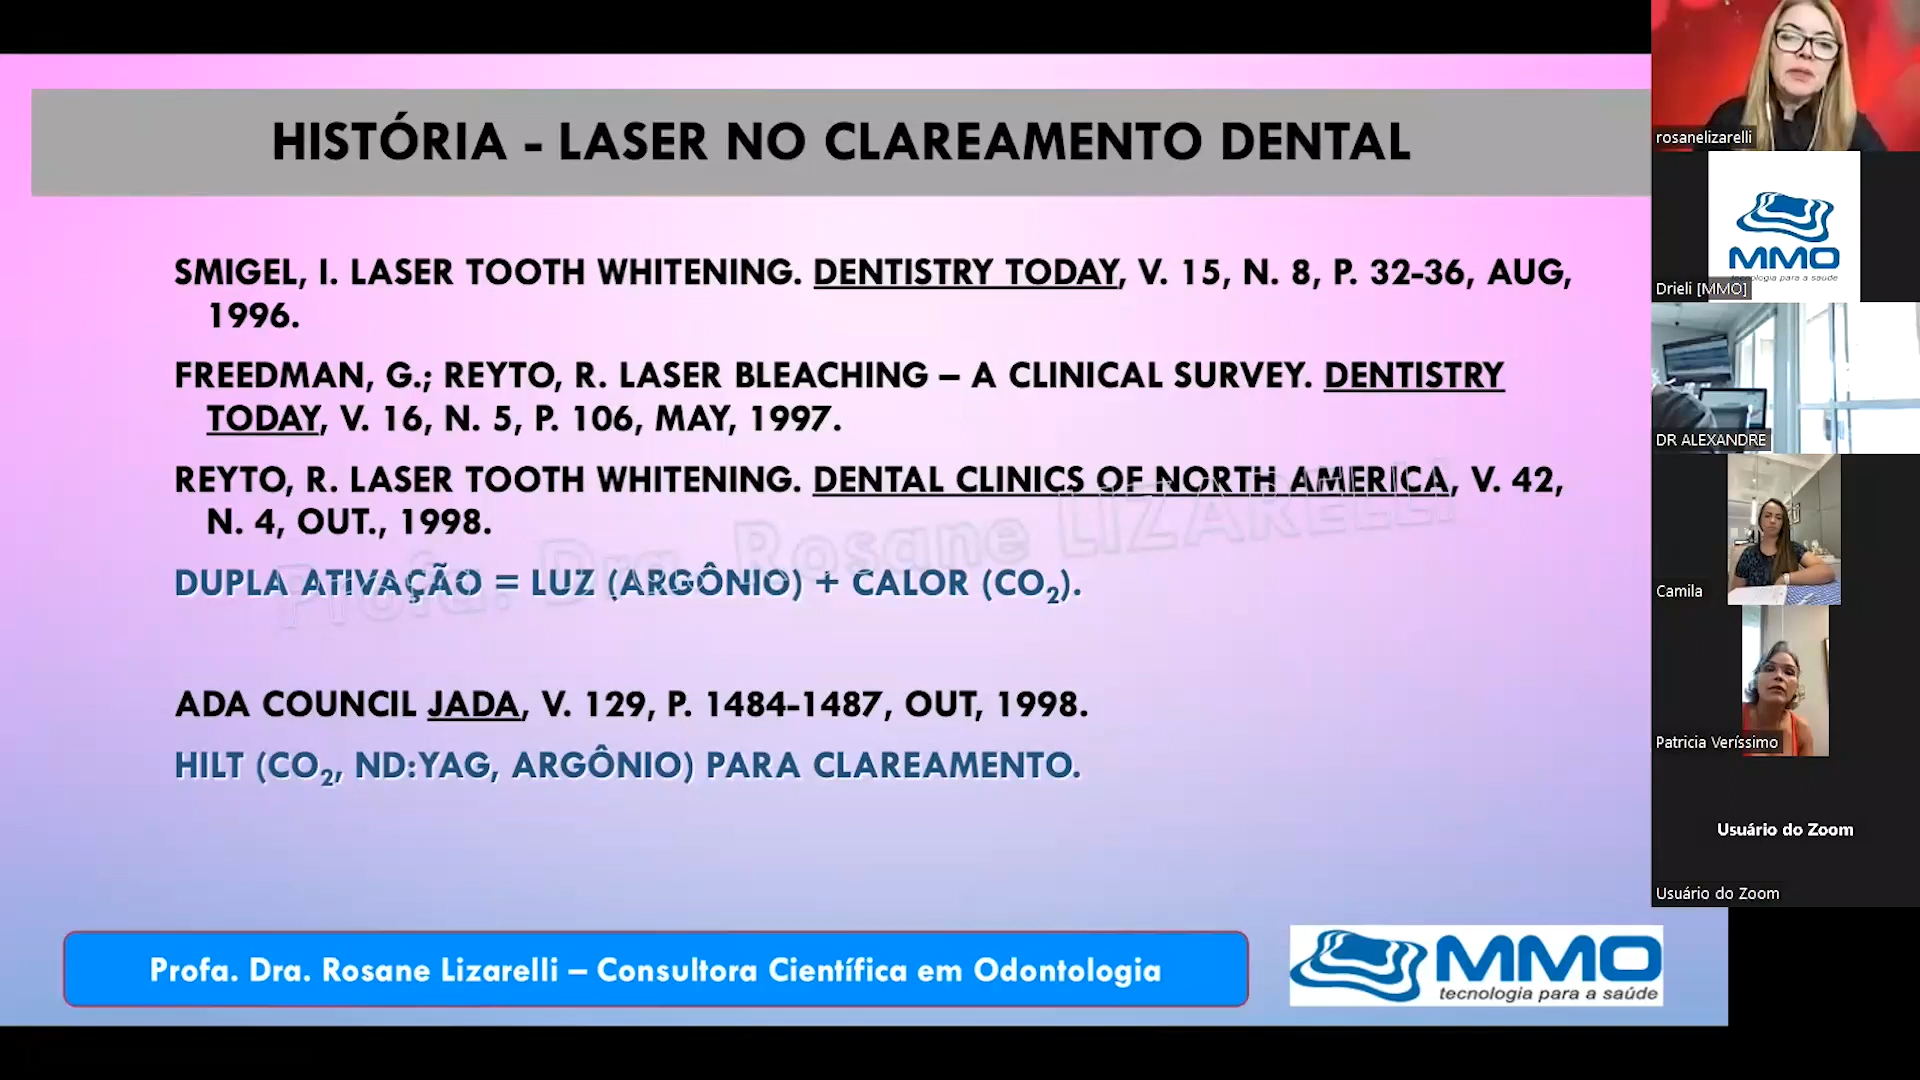 HISTÓRIA - LASER NO CLAREAMENTO DENTAL
SMIGEL, I. LASER TOOTH WHITENING. DENTISTRY TODAY, V. 15, N. 8, P. 32-36, AUG,
1996.
FREEDMAN, G.; REYTO, R. LASER BLEACHING – A CLINICAL SURVEY. DENTISTRY
TODAY, V. 16, N. 5, P. 106, MAY, 1997.
REYTO, R. LASER TOOTH WHITENING. DENTAL CLINICS OF NORTH AMERICA, V. 42,
N. 4, OUT., 1998.
Profa. Dra. Rosane LIZARELLI
DUPLA ATIVAÇÃO = LUZ (ARGÔNIO) + CALOR (CO₂).
ADA COUNCIL JADA, V. 129, P. 1484-1487, OUT, 1998.
HILT (CO₂, ND:YAG, ARGÔNIO) PARA CLAREAMENTO.
Profa. Dra. Rosane Lizarelli – Consultora Científica em Odontologia
MMO
tecnologia para a saúde
rosanelizarelli
MMO
tecnologia para a saúde
Drieli [MMO]
DR ALEXANDRE
Camila
Patricia Veríssimo
Usuário do Zoom
Usuário do Zoom